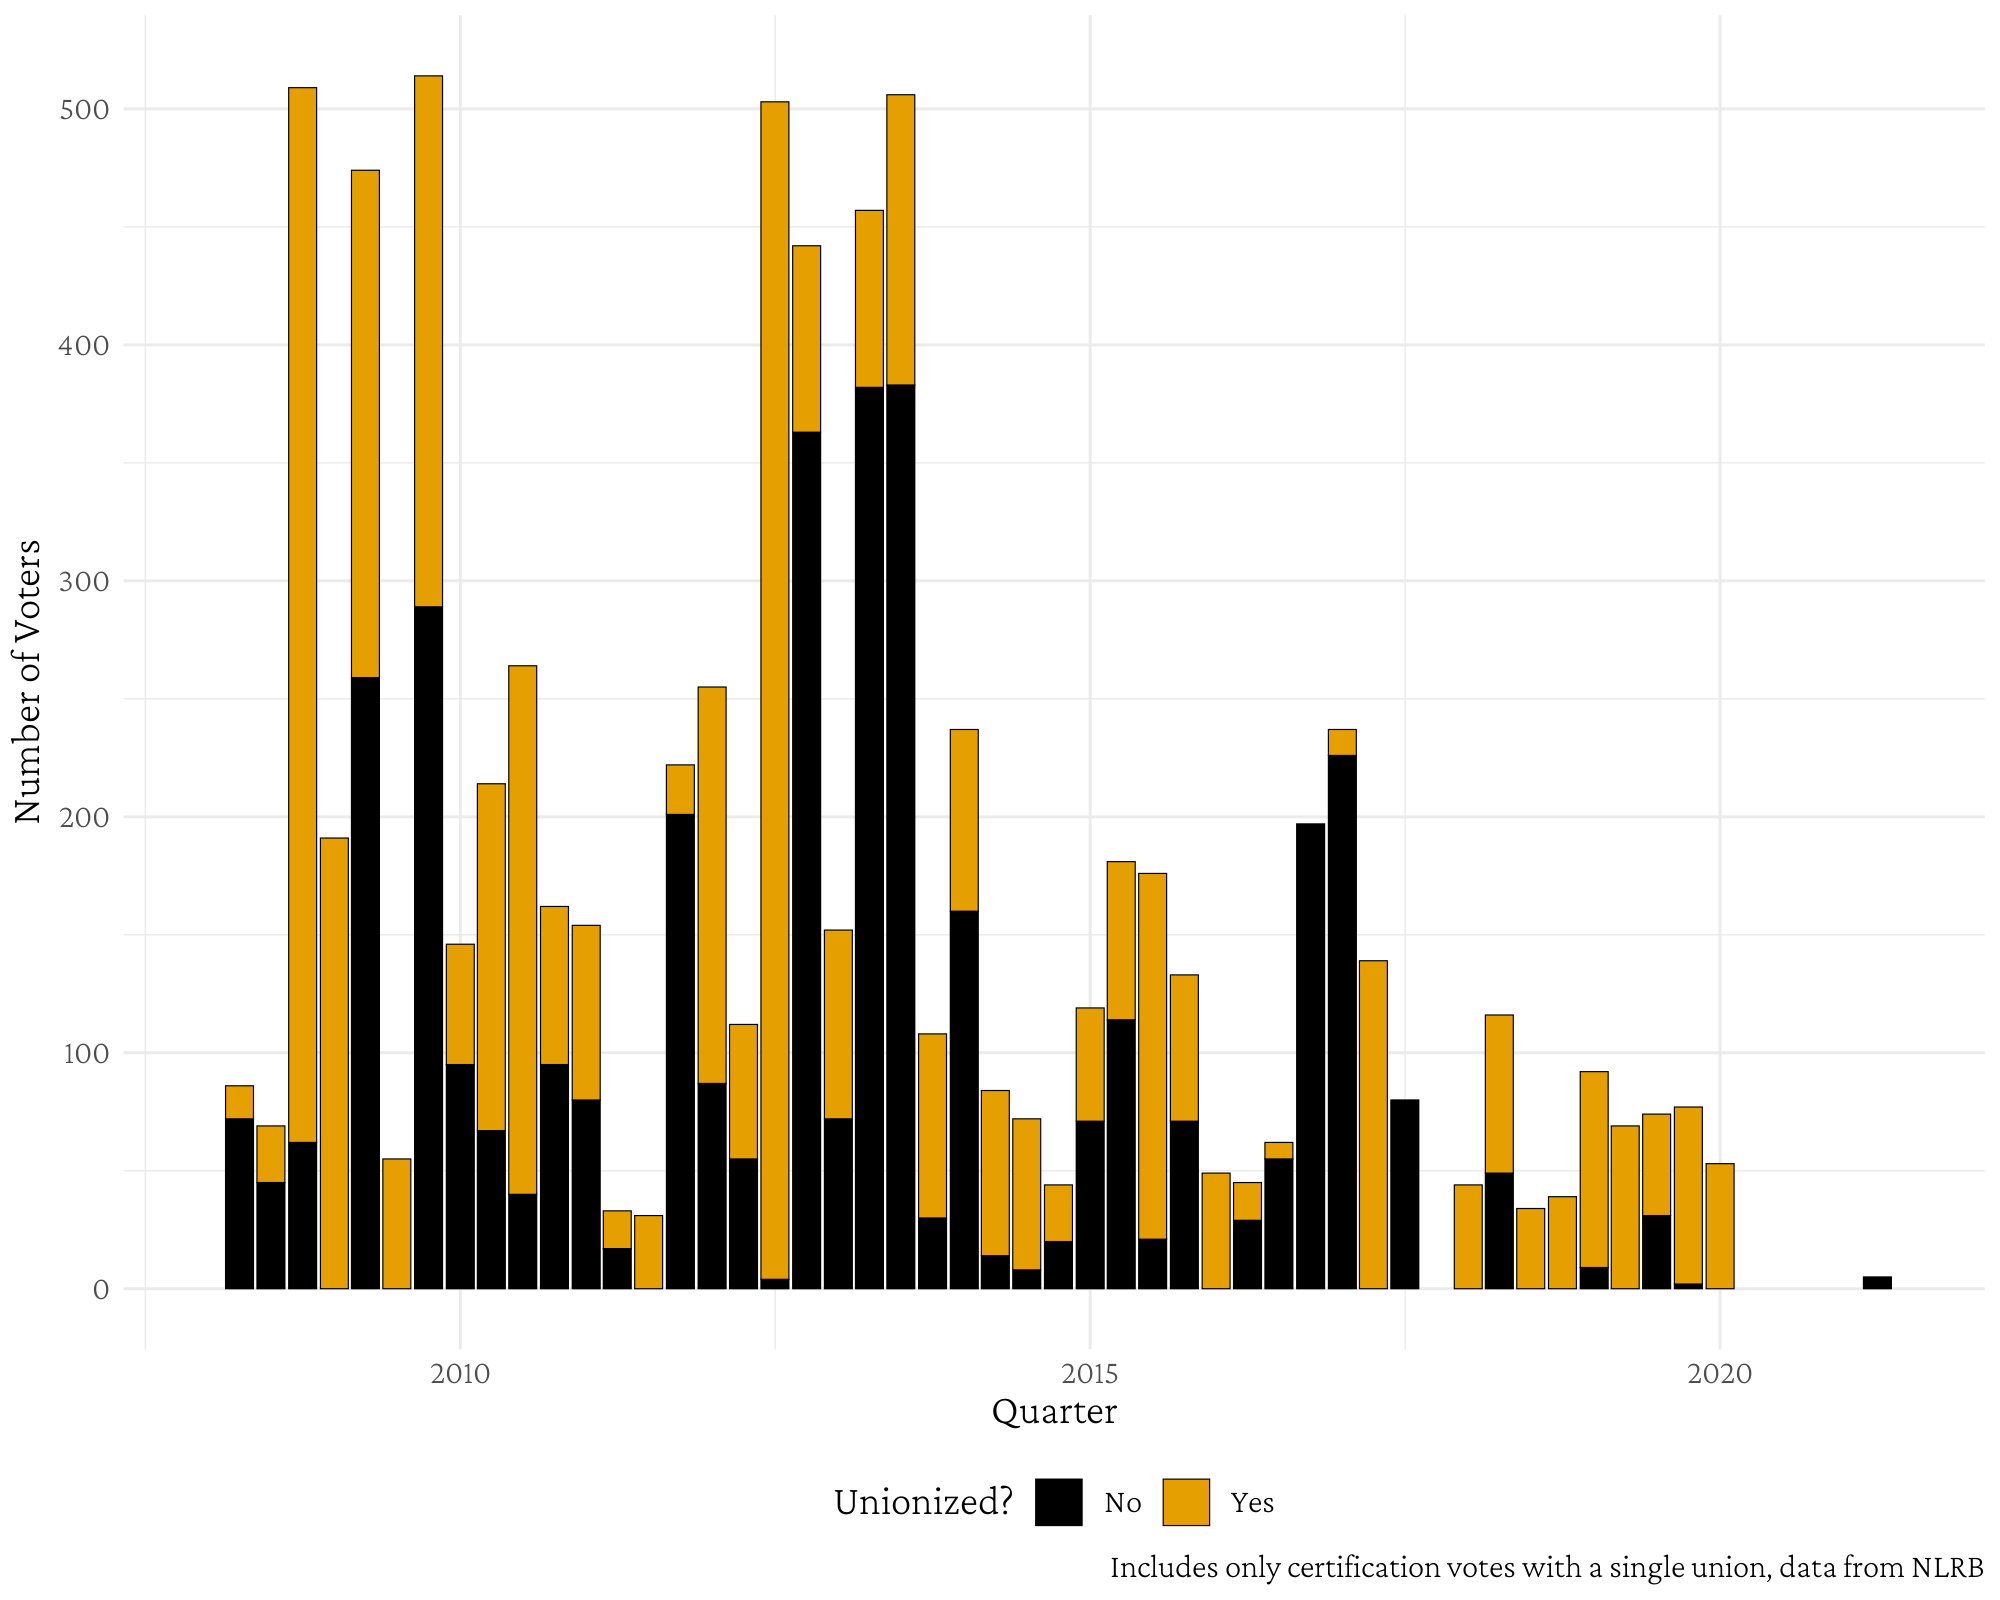 500
400
300
200
100
0
Number of Voters
2010 2015 2020
Quarter
Unionized? No Yes
Includes only certification votes with a single union, data from NLRB